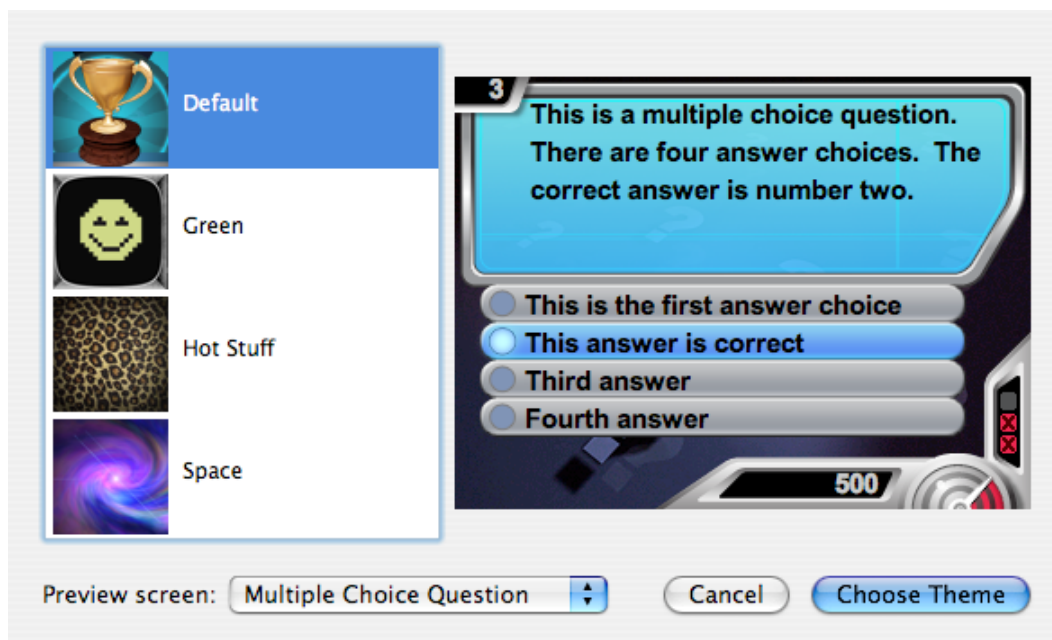 Default
Green
Hot Stuff
Space
3
This is a multiple choice question.
There are four answer choices.  The
correct answer is number two.
This is the first answer choice
This answer is correct
Third answer
Fourth answer
500
Preview screen:
Multiple Choice Question
Cancel
Choose Theme